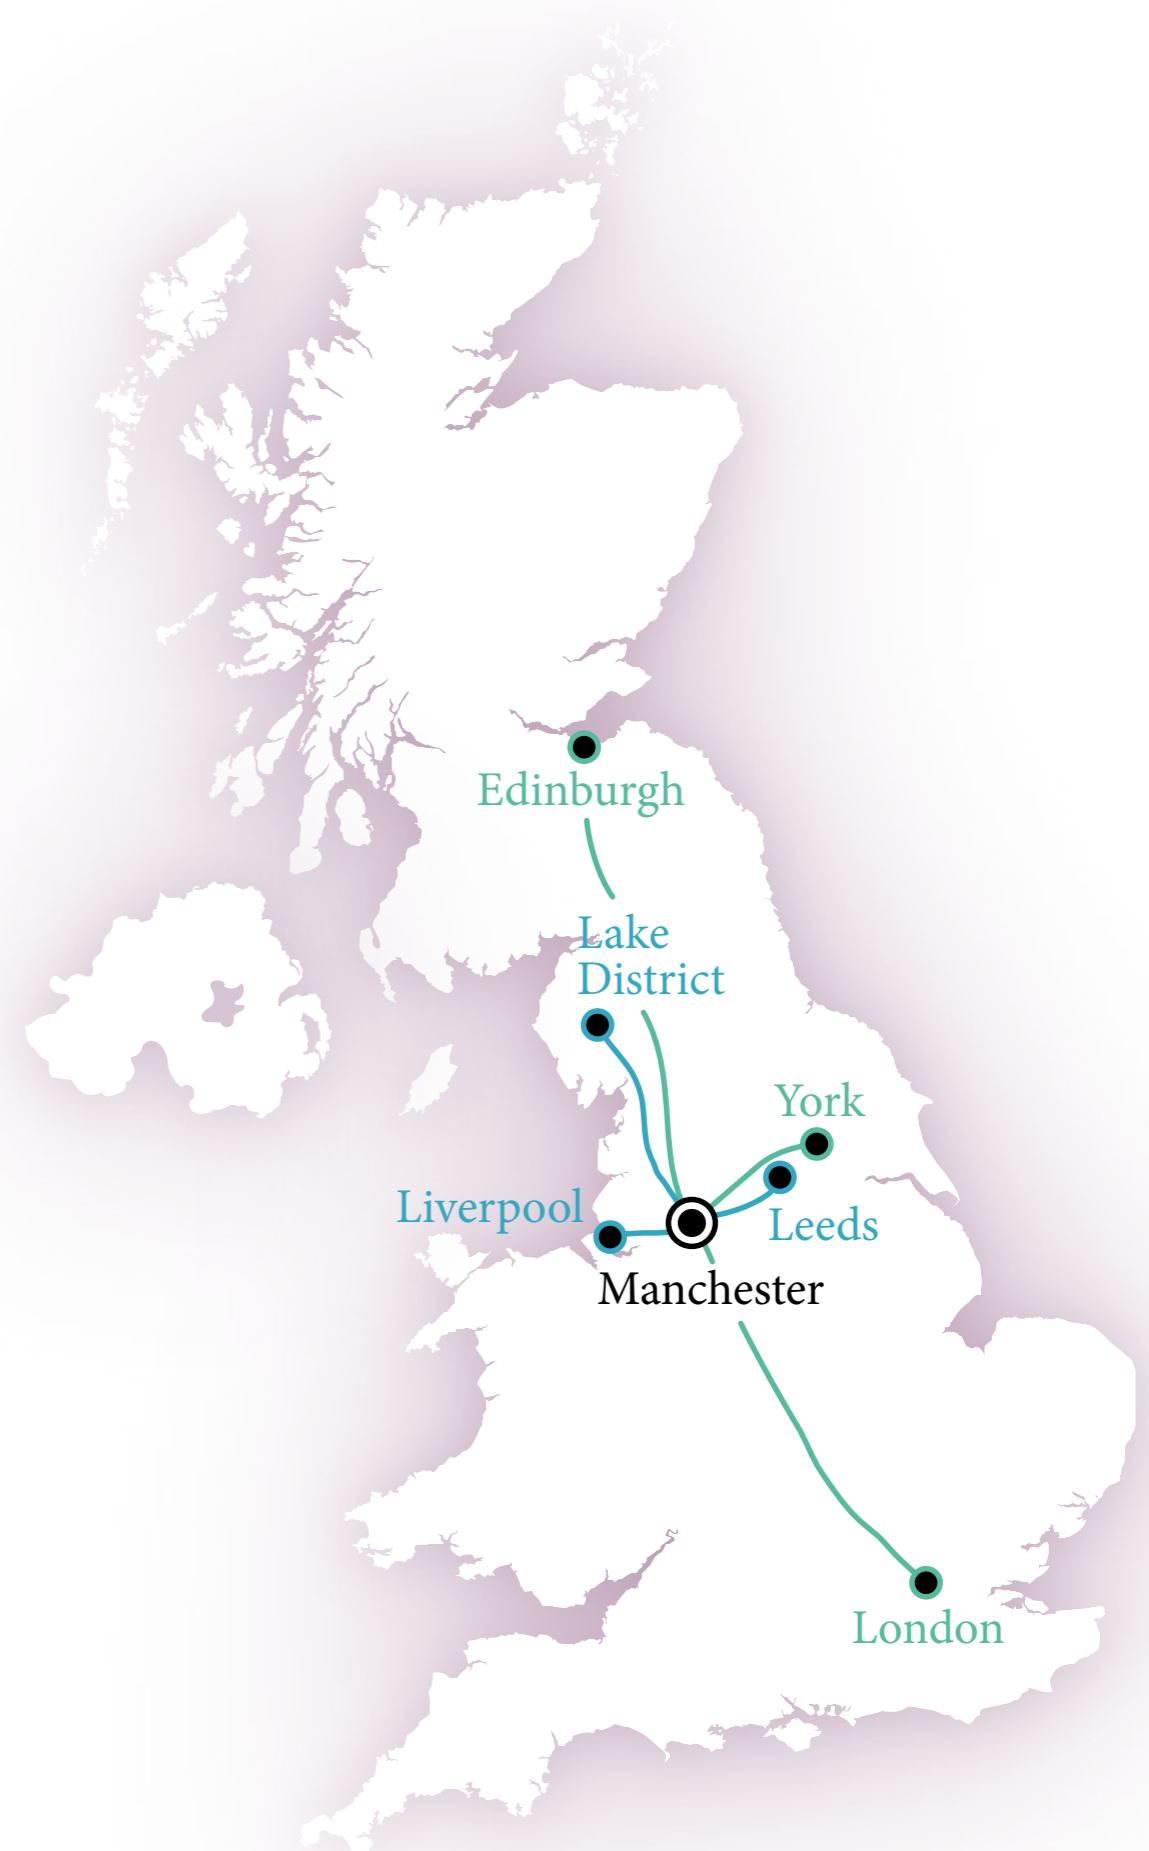 Edinburgh
Lake
District
York
Liverpool
Leeds
Manchester
London